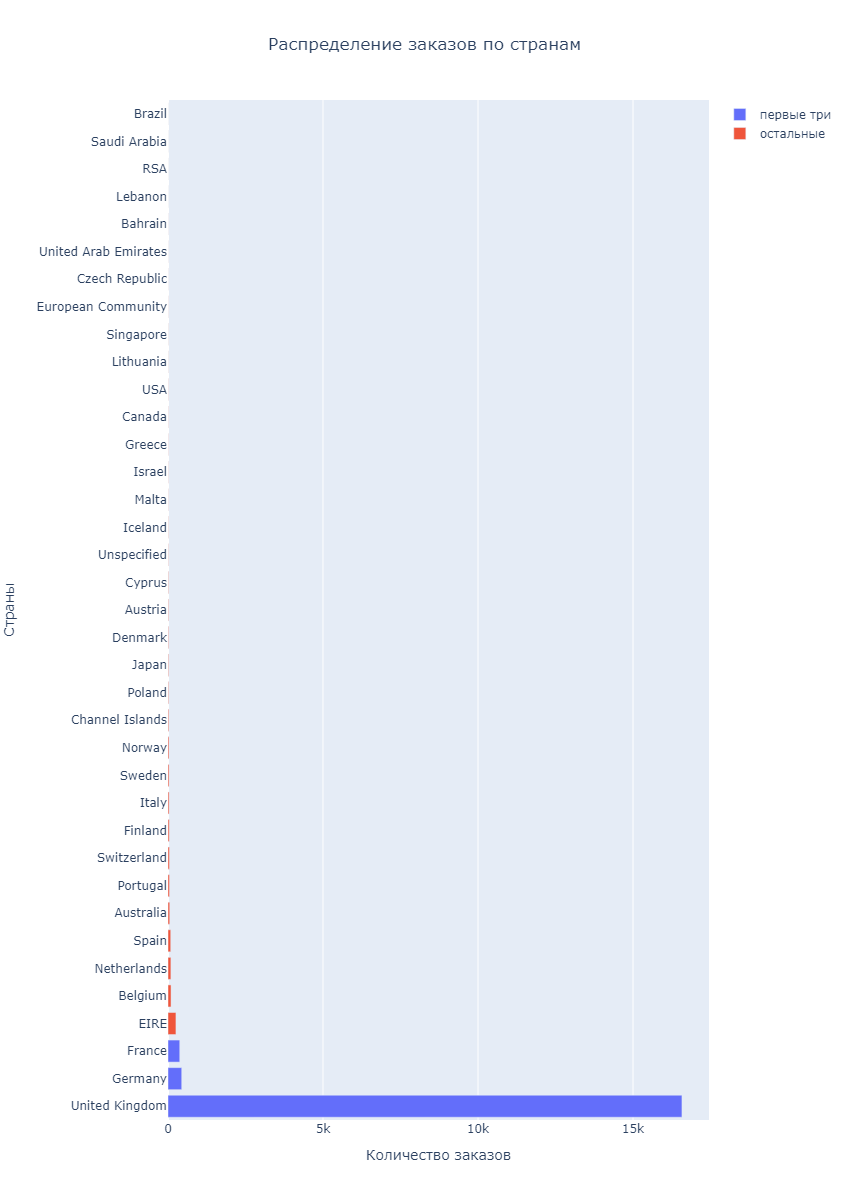 Распределение заказов по странам
первые три
остальные
Brazil
Saudi Arabia
RSA
Lebanon
Bahrain
United Arab Emirates
Czech Republic
European Community
Singapore
Lithuania
USA
Canada
Greece
Israel
Malta
Iceland
Unspecified
Cyprus
Austria
Denmark
Japan
Poland
Channel Islands
Norway
Sweden
Italy
Finland
Switzerland
Portugal
Australia
Spain
Netherlands
Belgium
EIRE
France
Germany
United Kingdom
Страны
0 5k 10k 15k
Количество заказов